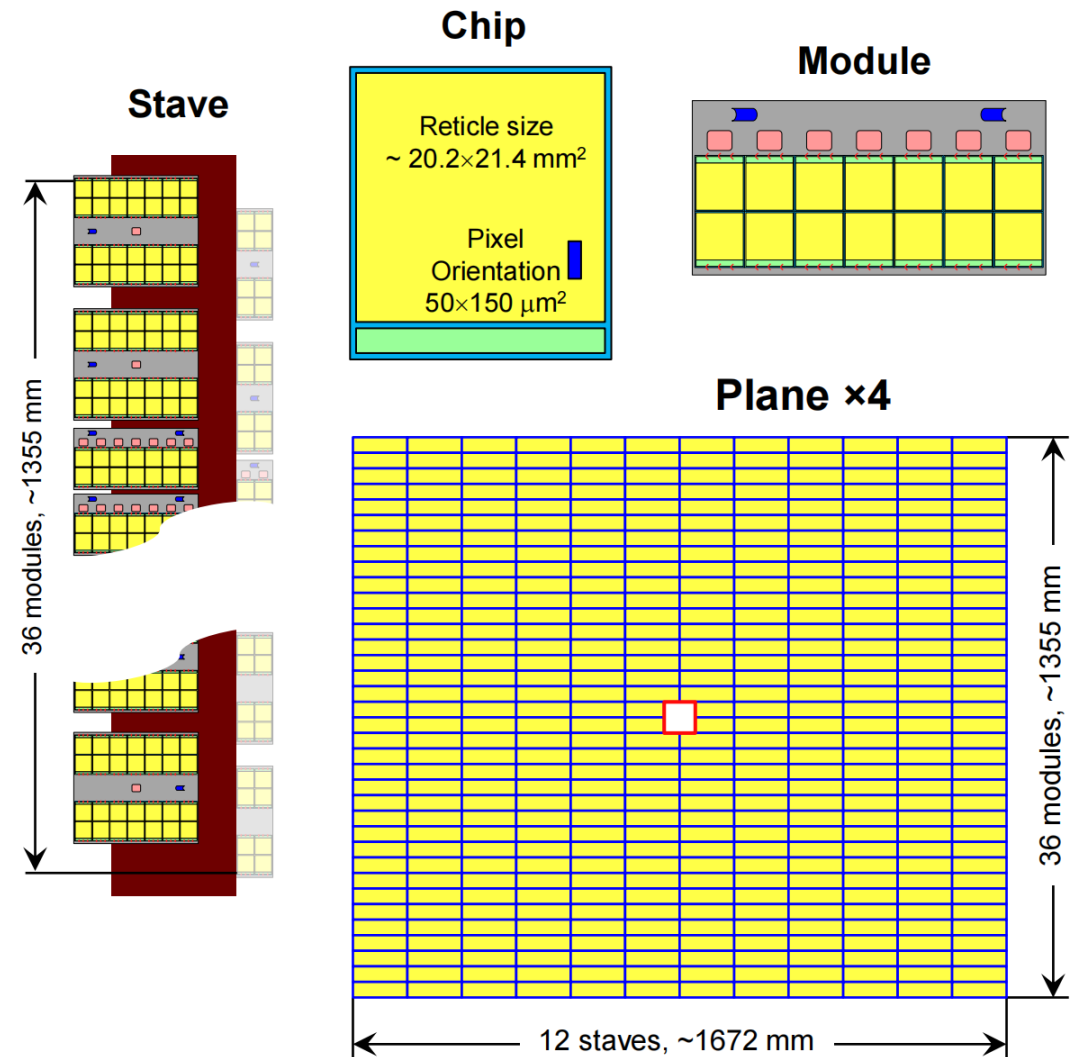 Chip
Module
Stave
Reticle size
~ 20.2×21.4 mm²
Pixel
Orientation
50×150 μm²
36 modules, ~1355 mm
Plane ×4
36 modules, ~1355 mm
12 staves, ~1672 mm